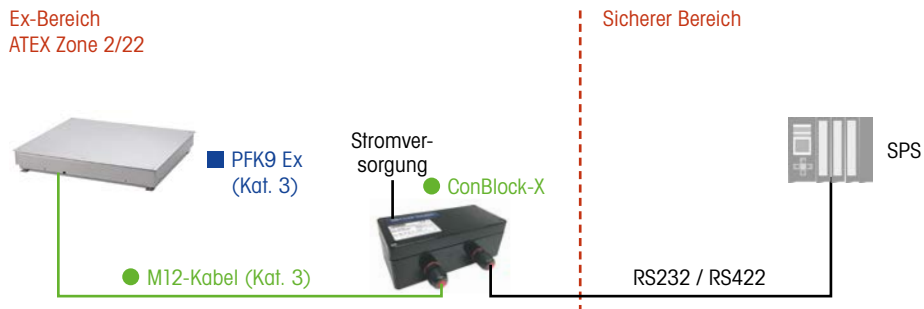 Ex-Bereich
ATEX Zone 2/22
Sicherer Bereich
PFK9 Ex
(Kat. 3)
Stromver-
sorgung
ConBlock-X
SPS
M12-Kabel (Kat. 3)
RS232 / RS422